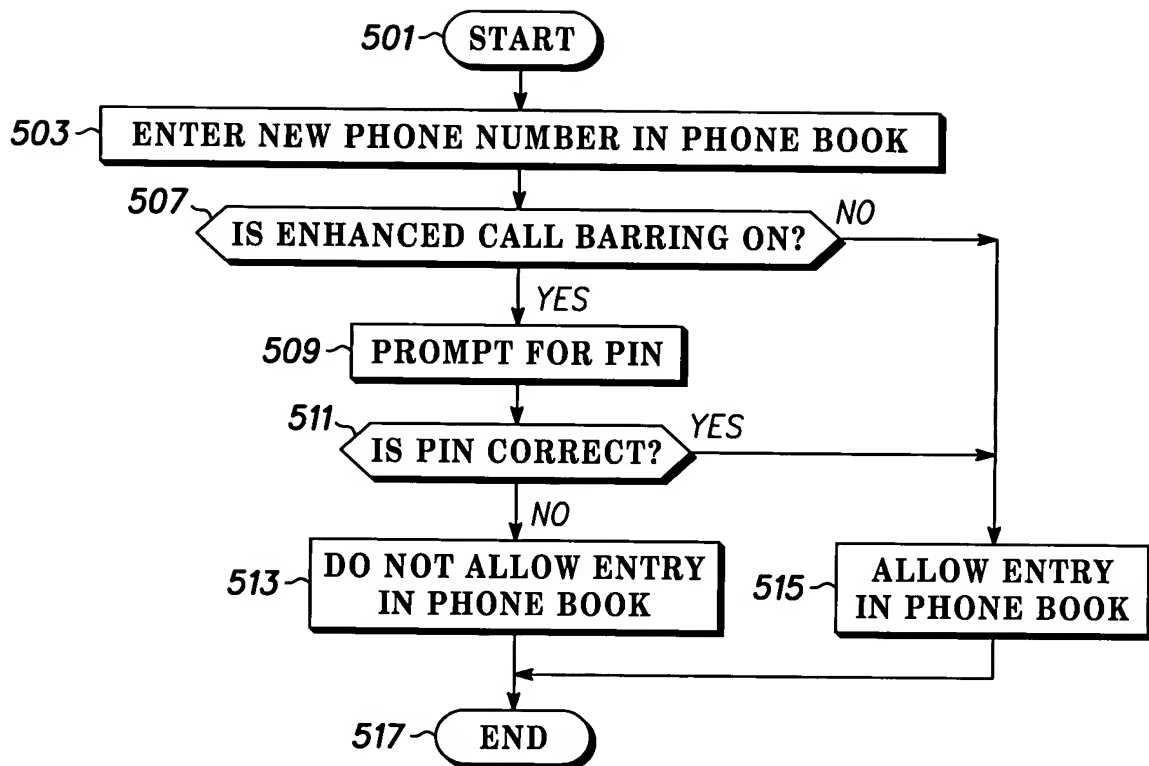 501
START
503
ENTER NEW PHONE NUMBER IN PHONE BOOK
507
IS ENHANCED CALL BARRING ON?
NO
YES
509
PROMPT FOR PIN
511
IS PIN CORRECT?
YES
NO
513
DO NOT ALLOW ENTRY
IN PHONE BOOK
515
ALLOW ENTRY
IN PHONE BOOK
517
END